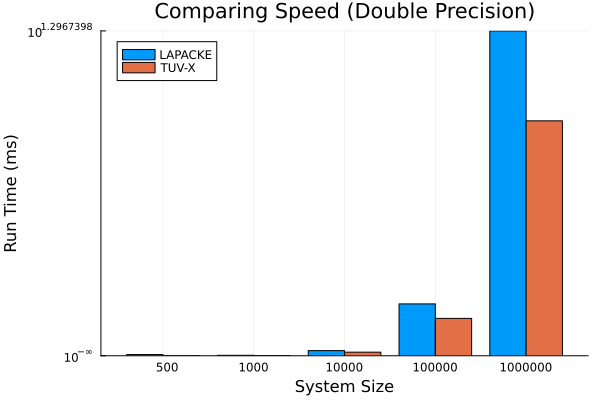 Comparing Speed (Double Precision)
10^1.2967398
LAPACKE
TUV-X
Run Time (ms)
10^-∞
500 1000 10000 100000 1000000
System Size